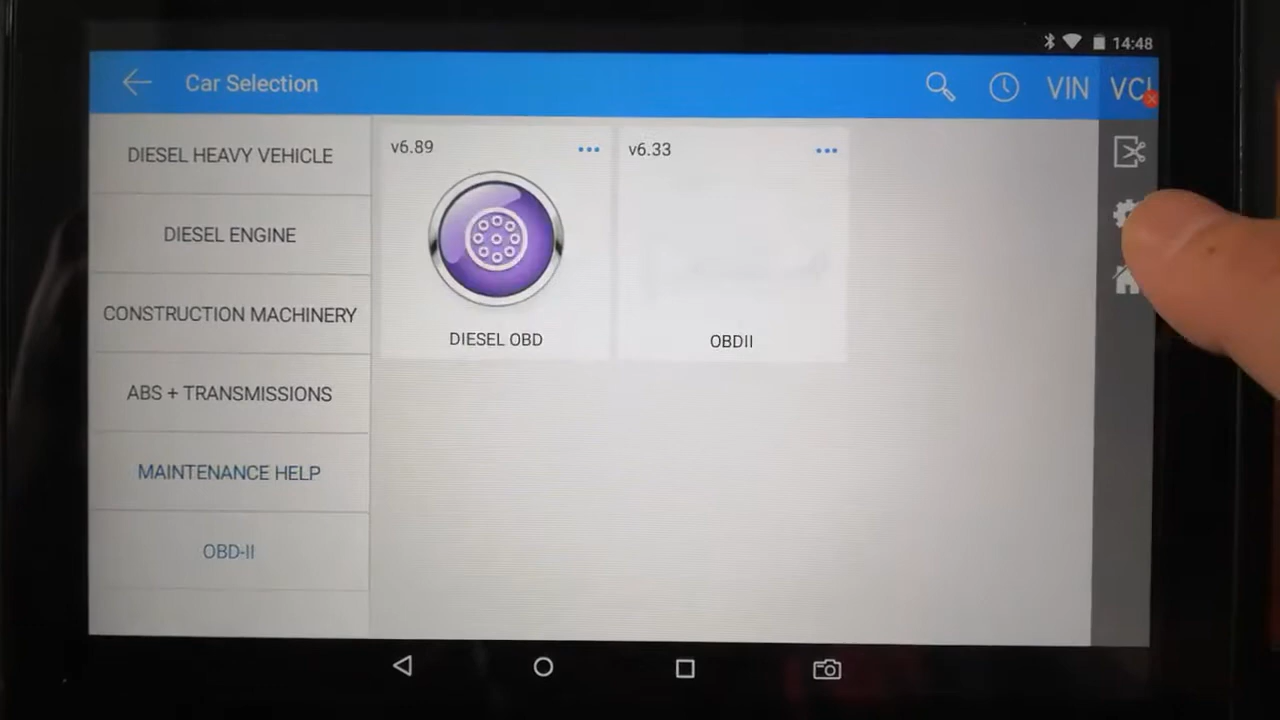 14:48
Car Selection
VIN
VCI
DIESEL HEAVY VEHICLE
DIESEL ENGINE
CONSTRUCTION MACHINERY
ABS + TRANSMISSIONS
MAINTENANCE HELP
OBD-II
v6.89
DIESEL OBD
v6.33
OBDII